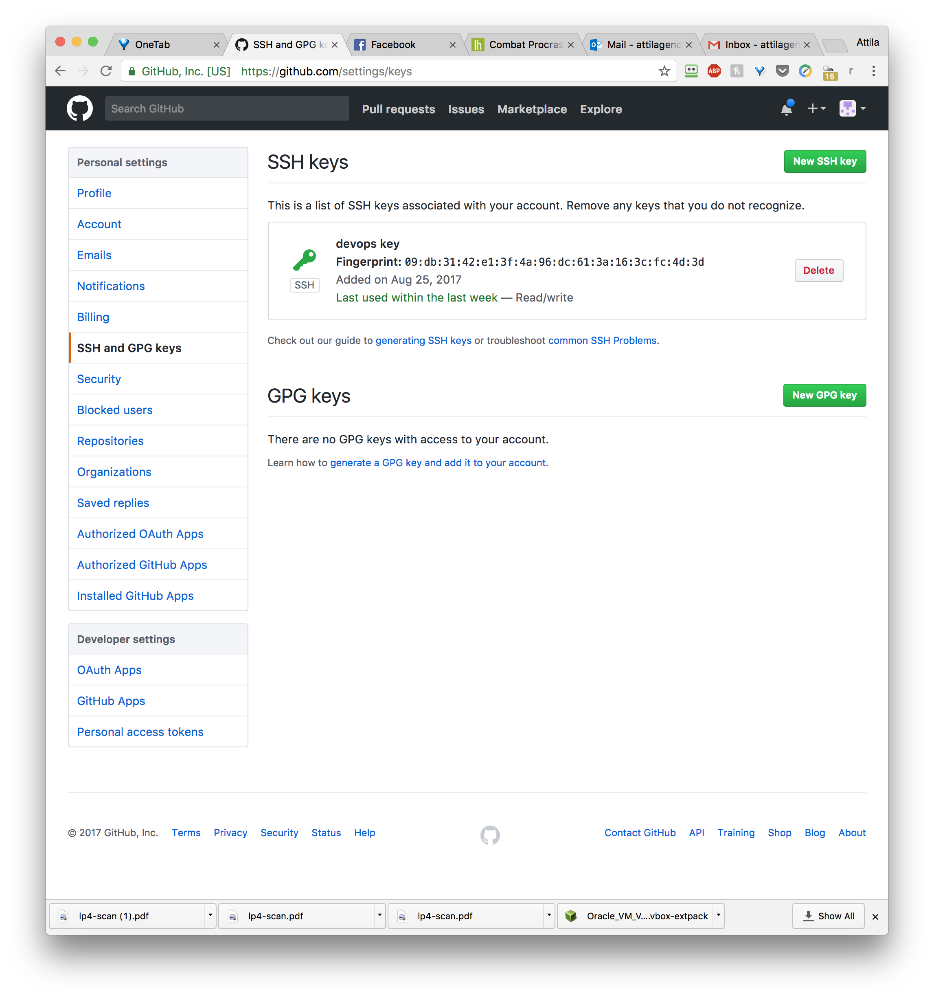 OneTab
SSH and GPG ke
Facebook
Combat Procras
Mail - attilagenc
Inbox - attilagen
Attila
GitHub, Inc. [US]
https://github.com/settings/keys
ABP
h
15
r
Search GitHub
Pull requests
Issues
Marketplace
Explore
Personal settings
Profile
Account
Emails
Notifications
Billing
SSH and GPG keys
Security
Blocked users
Repositories
Organizations
Saved replies
Authorized OAuth Apps
Authorized GitHub Apps
Installed GitHub Apps
Developer settings
OAuth Apps
GitHub Apps
Personal access tokens
SSH keys
New SSH key
This is a list of SSH keys associated with your account. Remove any keys that you do not recognize.
devops key
Fingerprint: 09:db:31:42:e1:3f:4a:96:dc:61:3a:16:3c:fc:4d:3d
Added on Aug 25, 2017
Last used within the last week — Read/write
SSH
Delete
Check out our guide to generating SSH keys or troubleshoot common SSH Problems.
GPG keys
New GPG key
There are no GPG keys with access to your account.
Learn how to generate a GPG key and add it to your account.
© 2017 GitHub, Inc.
Terms
Privacy
Security
Status
Help
Contact GitHub
API
Training
Shop
Blog
About
lp4-scan (1).pdf
lp4-scan.pdf
lp4-scan.pdf
Oracle_VM_V....vbox-extpack
Show All